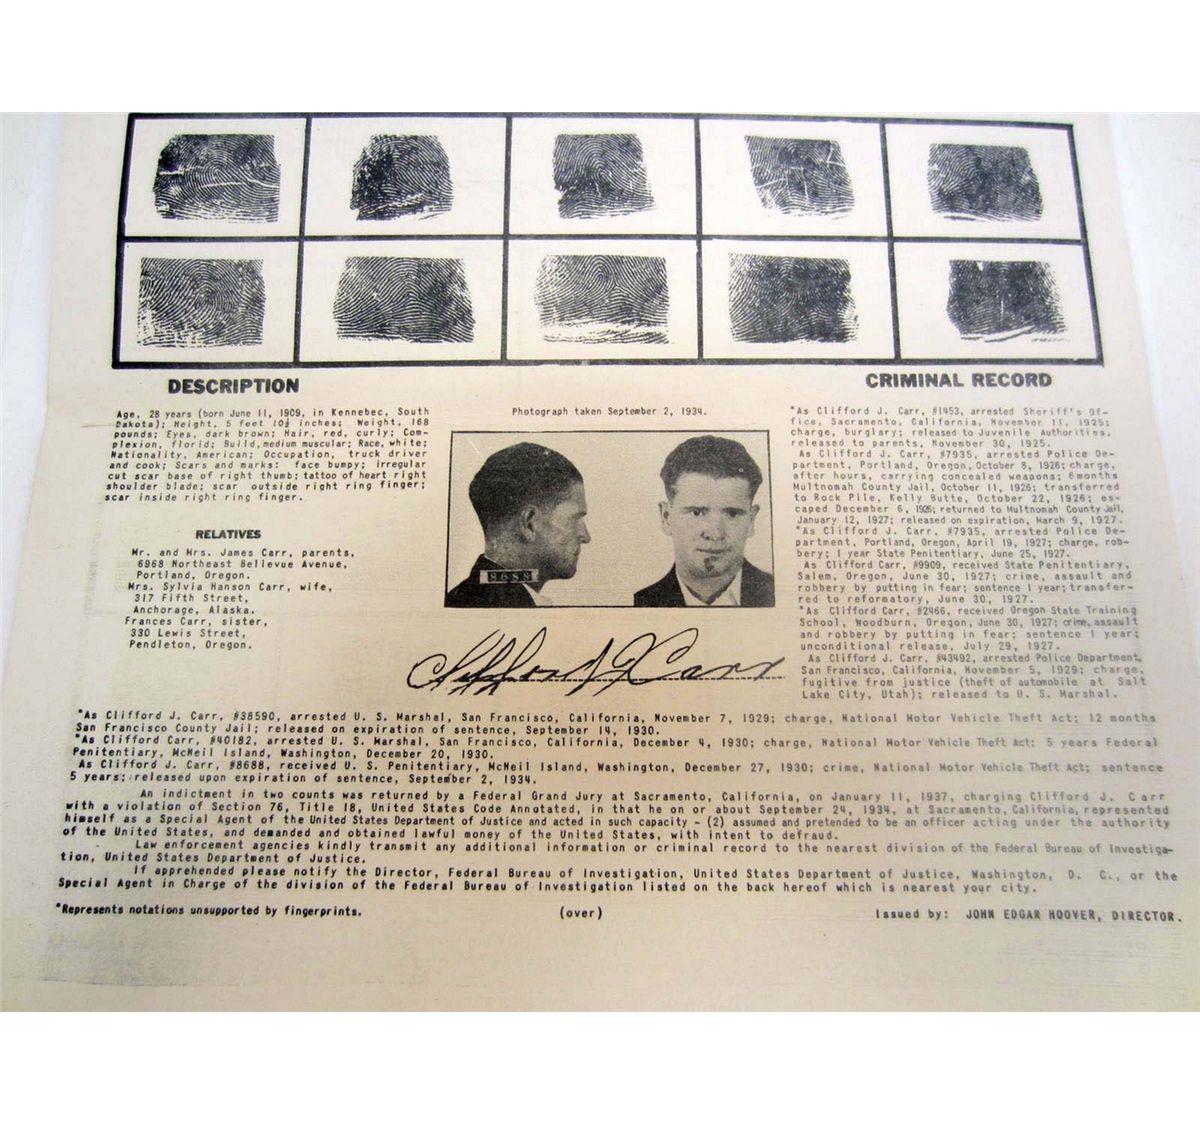 DESCRIPTION
Age, 28 years (born June 11, 1909, in Kennebec, South
Dakota); Height, 5 feet 10½ inches; Weight, 168
pounds; Eyes, dark brown; Hair, red, curly; Com-
plexion, florid; Build, medium muscular; Race, white;
Nationality, American; Occupation, truck driver
and cook; Scars and marks: face bumpy; irregular
cut scar base of right thumb; tattoo of heart right
shoulder blade; scar outside right ring finger;
scar inside right ring finger.
RELATIVES
Mr. and Mrs. James Carr, parents,
6968 Northeast Bellevue Avenue,
Portland, Oregon.
Mrs. Sylvia Hanson Carr, wife,
317 Fifth Street,
Anchorage, Alaska.
Frances Carr, sister,
330 Lewis Street,
Pendleton, Oregon.
Photograph taken September 2, 1934.
8688
Clifford J Carr
CRIMINAL RECORD
*As Clifford J. Carr, #1453, arrested Sheriff's Of-
fice, Sacramento, California, November 11, 1925;
charge, burglary; released to Juvenile Authorities,
released to parents, November 30, 1925.
As Clifford J. Carr, #7935, arrested Police De-
partment, Portland, Oregon, October 8, 1926; charge,
after hours, carrying concealed weapons; 6 months
Multnomah County Jail, October 11, 1926; transferred
to Rock Pile, Kelly Butte, October 22, 1926; es-
caped December 6, 1926; returned to Multnomah County Jail,
January 12, 1927; released on expiration, March 9, 1927.
*As Clifford J. Carr, #7935, arrested Police De-
partment, Portland, Oregon, April 19, 1927; charge, rob-
bery; 1 year State Penitentiary, June 25, 1927.
As Clifford Carr, #9909, received State Penitentiary,
Salem, Oregon, June 30, 1927; crime, assault and
robbery by putting in fear; sentence 1 year; transfer-
red to reformatory, June 30, 1927.
*As Clifford Carr, #2466, received Oregon State Training
School, Woodburn, Oregon, June 30, 1927; crime, assault
and robbery by putting in fear; sentence 1 year;
unconditional release, July 29, 1927.
As Clifford J. Carr, #43492, arrested Police Department,
San Francisco, California, November 5, 1929; charge,
fugitive from justice (theft of automobile at Salt
Lake City, Utah); released to U. S. Marshal.
*As Clifford J. Carr, #38590, arrested U. S. Marshal, San Francisco, California, November 7, 1929; charge, National Motor Vehicle Theft Act; 12 months
San Francisco County Jail; released on expiration of sentence, September 14, 1930.
*As Clifford Carr, #40182, arrested U. S. Marshal, San Francisco, California, December 4, 1930; charge, National Motor Vehicle Theft Act; 5 years Federal
Penitentiary, McNeil Island, Washington, December 20, 1930.
As Clifford J. Carr, #8688, received U. S. Penitentiary, McNeil Island, Washington, December 27, 1930; crime, National Motor Vehicle Theft Act; sentence
5 years; released upon expiration of sentence, September 2, 1934.
An indictment in two counts was returned by a Federal Grand Jury at Sacramento, California, on January 11, 1937, charging Clifford J. Carr
with a violation of Section 76, Title 18, United States Code Annotated, in that he on or about September 24, 1934, at Sacramento, California, represented
himself as a Special Agent of the United States Department of Justice and acted in such capacity - (2) assumed and pretended to be an officer acting under the authority
of the United States, and demanded and obtained lawful money of the United States, with intent to defraud.
Law enforcement agencies kindly transmit any additional information or criminal record to the nearest division of the Federal Bureau of Investiga-
tion, United States Department of Justice.
If apprehended please notify the Director, Federal Bureau of Investigation, United States Department of Justice, Washington, D. C., or the
Special Agent in Charge of the division of the Federal Bureau of Investigation listed on the back hereof which is nearest your city.
*Represents notations unsupported by fingerprints.
(over)
Issued by: JOHN EDGAR HOOVER, DIRECTOR.